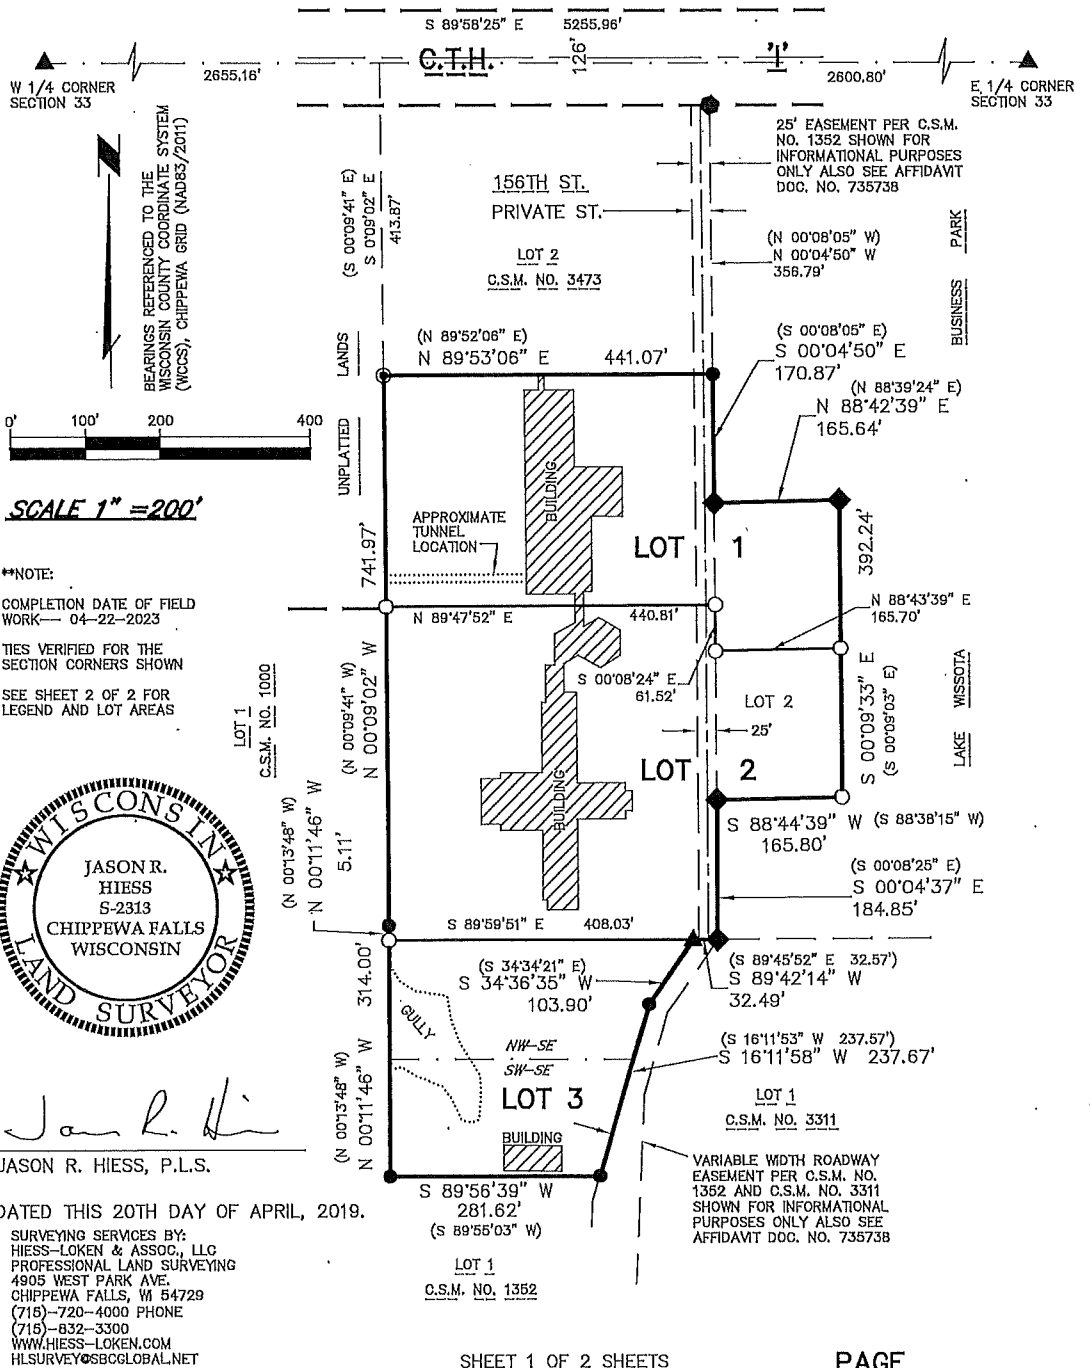 S 89°58'25" E 5255.96'
C.T.H. 126' 'I'
2655.16' 2600.80'
W 1/4 CORNER
SECTION 33
E 1/4 CORNER
SECTION 33
BEARINGS REFERENCED TO THE
WISCONSIN COUNTY COORDINATE SYSTEM
(WCCS), CHIPPEWA GRID (NAD83/2011)
25' EASEMENT PER C.S.M.
NO. 1352 SHOWN FOR
INFORMATIONAL PURPOSES
ONLY ALSO SEE AFFIDAVIT
DOC. NO. 735738
(S 00°09'41" E)
S 0°09'02" E
413.87'
156TH ST.
PRIVATE ST.
LOT 2
C.S.M. NO. 3473
(N 00°08'05" W)
N 00°04'50" W
356.79'
BUSINESS PARK
(N 89°52'06" E)
N 89°53'06" E 441.07'
UNPLATTED LANDS
(S 00°08'05" E)
S 00°04'50" E
170.87'
(N 88°39'24" E)
N 88°42'39" E
165.64'
0' 100' 200' 400'
SCALE 1" =200'
BUILDING
APPROXIMATE
TUNNEL
LOCATION
LOT 1
741.97'
392.24'
**NOTE:
COMPLETION DATE OF FIELD
WORK-- 04-22-2023
TIES VERIFIED FOR THE
SECTION CORNERS SHOWN
SEE SHEET 2 OF 2 FOR
LEGEND AND LOT AREAS
N 89°47'52" E 440.81'
N 88°43'39" E
165.70'
S 00°08'24" E
61.52'
LOT 1
C.S.M. NO. 1000
(N 00°09'41" W)
N 00°09'02" W
LOT 2
25'
LOT 2
S 00°09'33" E
(S 00°09'03" E)
LAKE WISSOTA
BUILDING
S 88°44'39" W (S 88°38'15" W)
165.80'
(N 00°13'48" W)
N 00°11'46" W
5.11'
(S 00°08'25" E)
S 00°04'37" E
184.85'
WISCONSIN
JASON R.
HIESS
S-2313
CHIPPEWA FALLS
WISCONSIN
LAND SURVEYOR
S 89°59'51" E 408.03'
(S 89°45'52" E 32.57')
S 89°42'14" W
32.49'
(S 34°34'21" E)
S 34°36'35" W
103.90'
314.00'
GULLY
(N 00°13'48" W)
N 00°11'46" W
NW-SE
SW-SE
(S 16°11'53" W 237.57')
S 16°11'58" W 237.67'
LOT 3
LOT 1
C.S.M. NO. 3311
BUILDING
JASON R. HIESS, P.L.S.
S 89°56'39" W
281.62'
(S 89°55'03" W)
VARIABLE WIDTH ROADWAY
EASEMENT PER C.S.M. NO.
1352 AND C.S.M. NO. 3311
SHOWN FOR INFORMATIONAL
PURPOSES ONLY ALSO SEE
AFFIDAVIT DOC. NO. 735738
DATED THIS 20TH DAY OF APRIL, 2019.
SURVEYING SERVICES BY:
HIESS-LOKEN & ASSOC., LLC
PROFESSIONAL LAND SURVEYING
4905 WEST PARK AVE.
CHIPPEWA FALLS, WI 54729
(715)-720-4000 PHONE
(715)-832-3300
WWW.HIESS-LOKEN.COM
HLSURVEY@SBCGLOBAL.NET
LOT 1
C.S.M. NO. 1352
SHEET 1 OF 2 SHEETS
PAGE